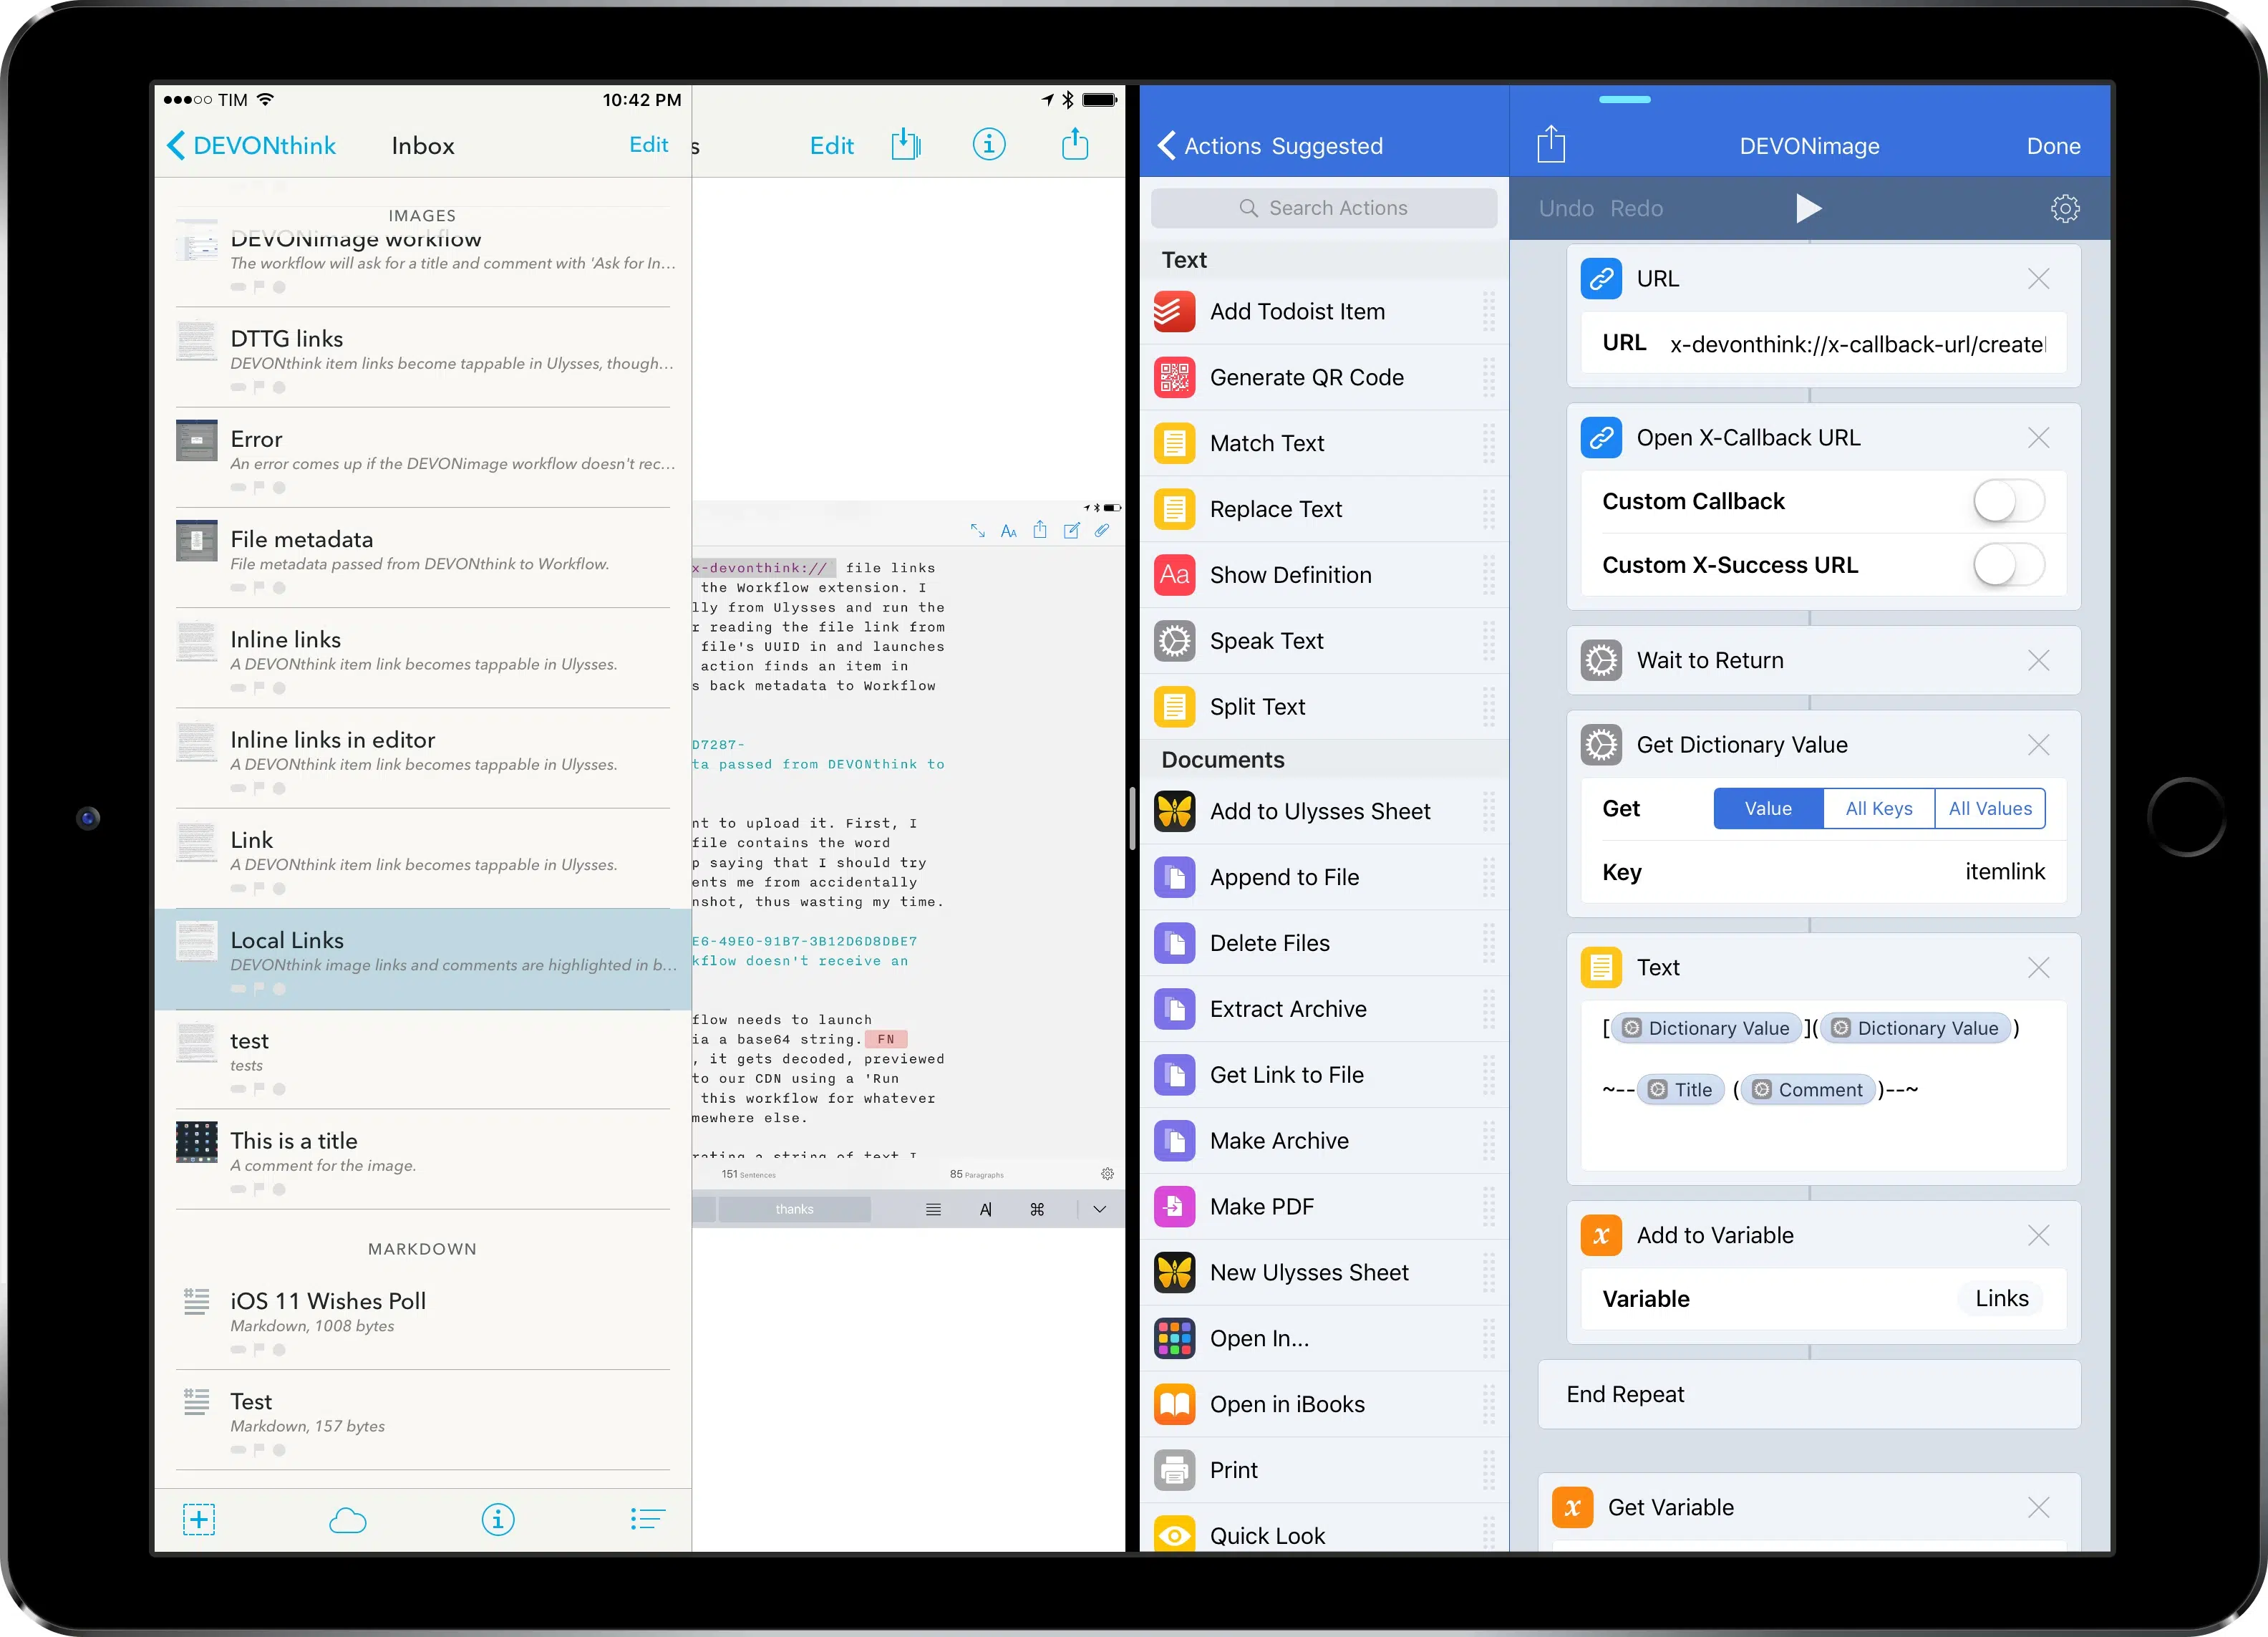 TIM
10:42 PM
DEVONthink
Inbox
Edit
IMAGES
DEVONimage workflow
The workflow will ask for a title and comment with 'Ask for In...
DTTG links
DEVONthink item links become tappable in Ulysses, though...
Error
An error comes up if the DEVONimage workflow doesn't rec...
File metadata
File metadata passed from DEVONthink to Workflow.
Inline links
A DEVONthink item link becomes tappable in Ulysses.
Inline links in editor
A DEVONthink item link becomes tappable in Ulysses.
Link
A DEVONthink item link becomes tappable in Ulysses.
Local Links
DEVONthink image links and comments are highlighted in b...
test
tests
This is a title
A comment for the image.
MARKDOWN
iOS 11 Wishes Poll
Markdown, 1008 bytes
Test
Markdown, 157 bytes
s
Edit
AA
x-devonthink:// file links
the Workflow extension. I
lly from Ulysses and run the
r reading the file link from
file's UUID in and launches
action finds an item in
s back metadata to Workflow
D7287-
ta passed from DEVONthink to
nt to upload it. First, I
file contains the word
p saying that I should try
ents me from accidentally
nshot, thus wasting my time.
E6-49E0-91B7-3B12D6D8DBE7
kflow doesn't receive an
flow needs to launch
ia a base64 string. FN
, it gets decoded, previewed
to our CDN using a 'Run
this workflow for whatever
mewhere else.
rating a string of text I
151 Sentences
85 Paragraphs
thanks
A
Actions
Suggested
Search Actions
Text
Add Todoist Item
Generate QR Code
Match Text
Replace Text
Aa Show Definition
Speak Text
Split Text
Documents
Add to Ulysses Sheet
Append to File
Delete Files
Extract Archive
Get Link to File
Make Archive
Make PDF
New Ulysses Sheet
Open In...
Open in iBooks
Print
Quick Look
DEVONimage
Done
Undo Redo
URL
URL x-devonthink://x-callback-url/createI
Open X-Callback URL
Custom Callback
Custom X-Success URL
Wait to Return
Get Dictionary Value
Get Value All Keys All Values
Key itemlink
Text
[Dictionary Value](Dictionary Value)
~--Title (Comment)--~
x Add to Variable
Variable Links
End Repeat
x Get Variable